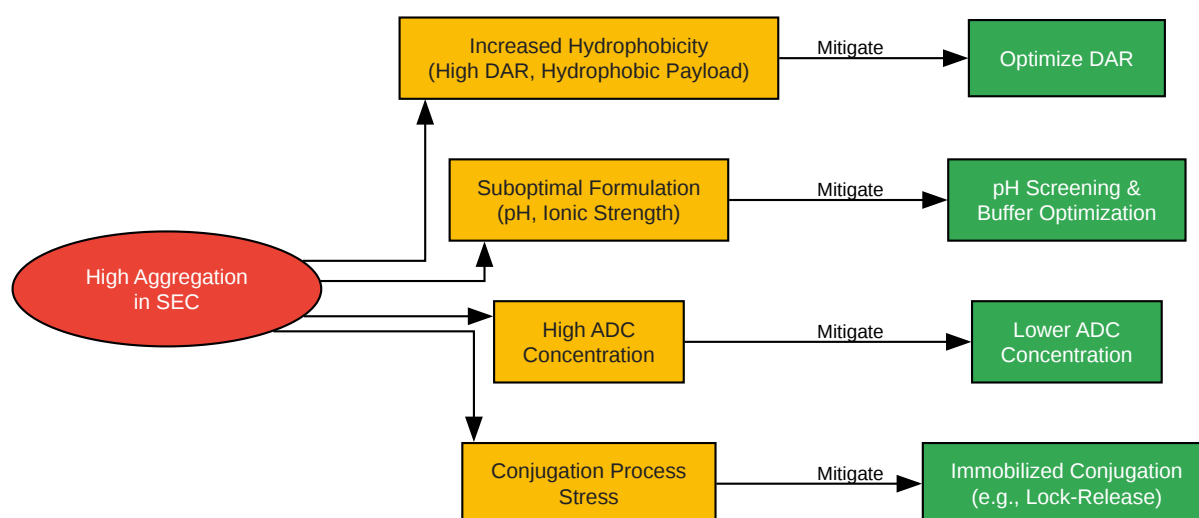 Increased Hydrophobicity
(High DAR, Hydrophobic Payload)
Mitigate
Optimize DAR
Suboptimal Formulation
(pH, Ionic Strength)
Mitigate
pH Screening &
Buffer Optimization
High Aggregation
in SEC
High ADC
Concentration
Mitigate
Lower ADC
Concentration
Conjugation Process
Stress
Mitigate
Immobilized Conjugation
(e.g., Lock-Release)